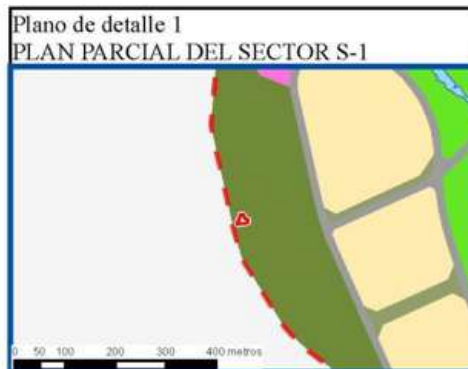 Plano de detalle 1
PLAN PARCIAL DEL SECTOR S-1
0 50 100 200 300 400 metros